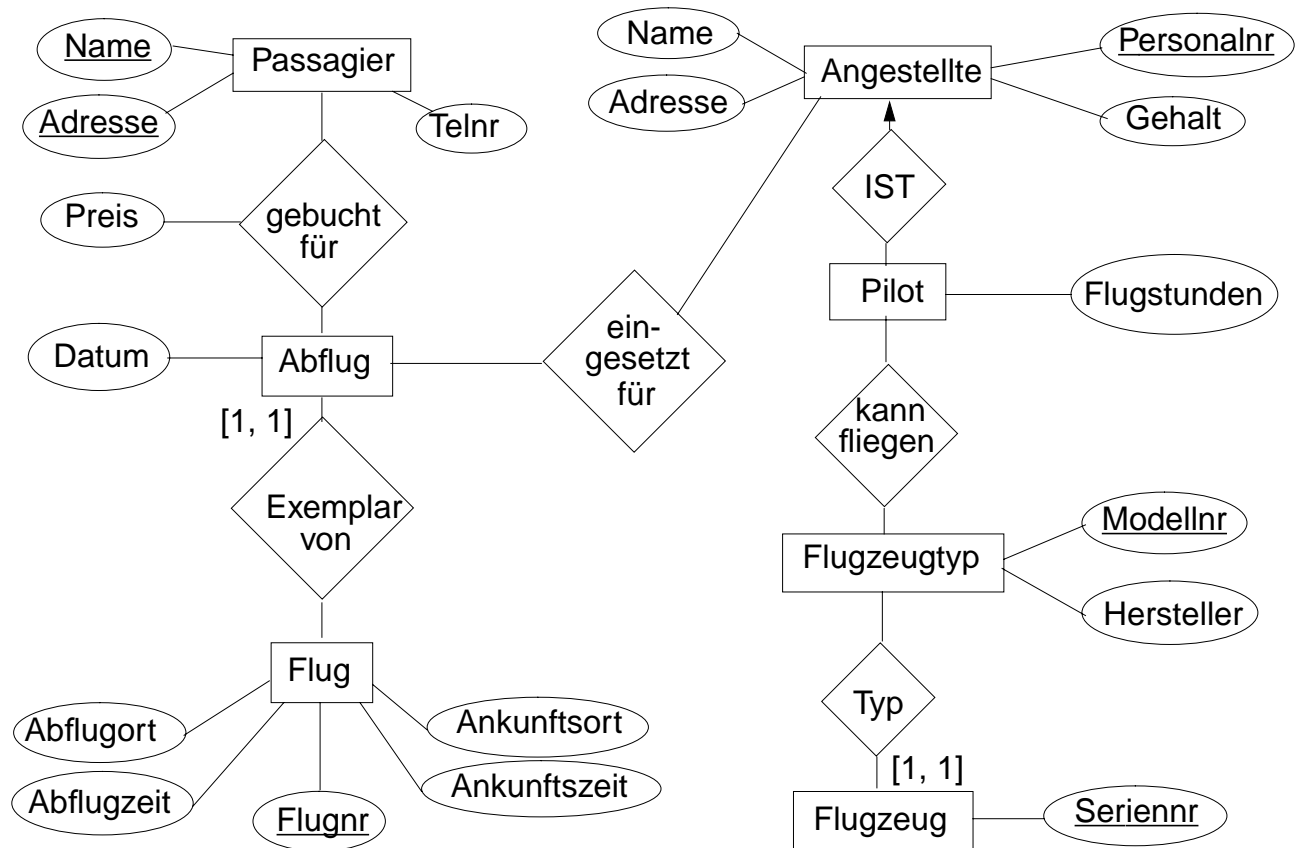 Name
Passagier
Adresse
Telnr
Name
Angestellte
Personalnr
Adresse
Gehalt
IST
Preis
gebucht
für
Pilot
Flugstunden
Datum
Abflug
ein-
gesetzt
für
[1, 1]
kann
fliegen
Exemplar
von
Modellnr
Flugzeugtyp
Hersteller
Flug
Typ
Abflugort
Ankunftsort
Abflugzeit
Ankunftszeit
Flugnr
[1, 1]
Flugzeug
Seriennr